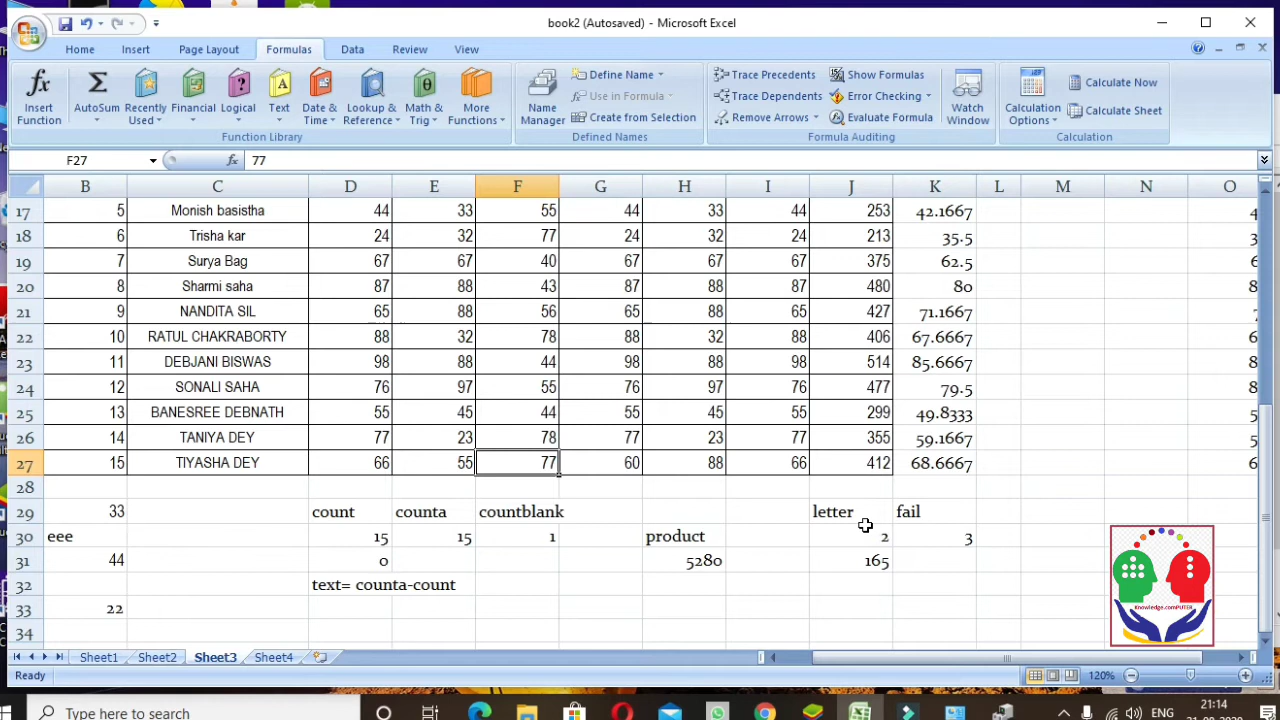 book2 (Autosaved) - Microsoft Excel
Home Insert Page Layout Formulas Data Review View
Insert Function
AutoSum
Recently Used
Financial
Logical
Text
Date & Time
Lookup & Reference
Math & Trig
More Functions
Function Library
Name Manager
Define Name
Use in Formula
Create from Selection
Defined Names
Trace Precedents
Trace Dependents
Remove Arrows
Show Formulas
Error Checking
Evaluate Formula
Watch Window
Formula Auditing
Calculation Options
Calculate Now
Calculate Sheet
Calculation
F27 fx 77
B C D E F G H I J K L M N O
17 5 Monish basistha 44 33 55 44 33 44 253 42.1667 4
18 6 Trisha kar 24 32 77 24 32 24 213 35.5 3
19 7 Surya Bag 67 67 40 67 67 67 375 62.5 6
20 8 Sharmi saha 87 88 43 87 88 87 480 80 8
21 9 NANDITA SIL 65 88 56 65 88 65 427 71.1667
22 10 RATUL CHAKRABORTY 88 32 78 88 32 88 406 67.6667 6
23 11 DEBJANI BISWAS 98 88 44 98 88 98 514 85.6667 8
24 12 SONALI SAHA 76 97 55 76 97 76 477 79.5 8
25 13 BANESREE DEBNATH 55 45 44 55 45 55 299 49.8333 5
26 14 TANIYA DEY 77 23 78 77 23 77 355 59.1667 5
27 15 TIYASHA DEY 66 55 77 60 88 66 412 68.6667 6
28
29 33 count counta countblank letter fail
30 eee 15 15 1 product 2 3
31 44 0 5280 165
32 text= counta-count
33 22
34
Knowledge.comPUTER
Sheet1 Sheet2 Sheet3 Sheet4
Ready 120%
Type here to search
ENG
21:14